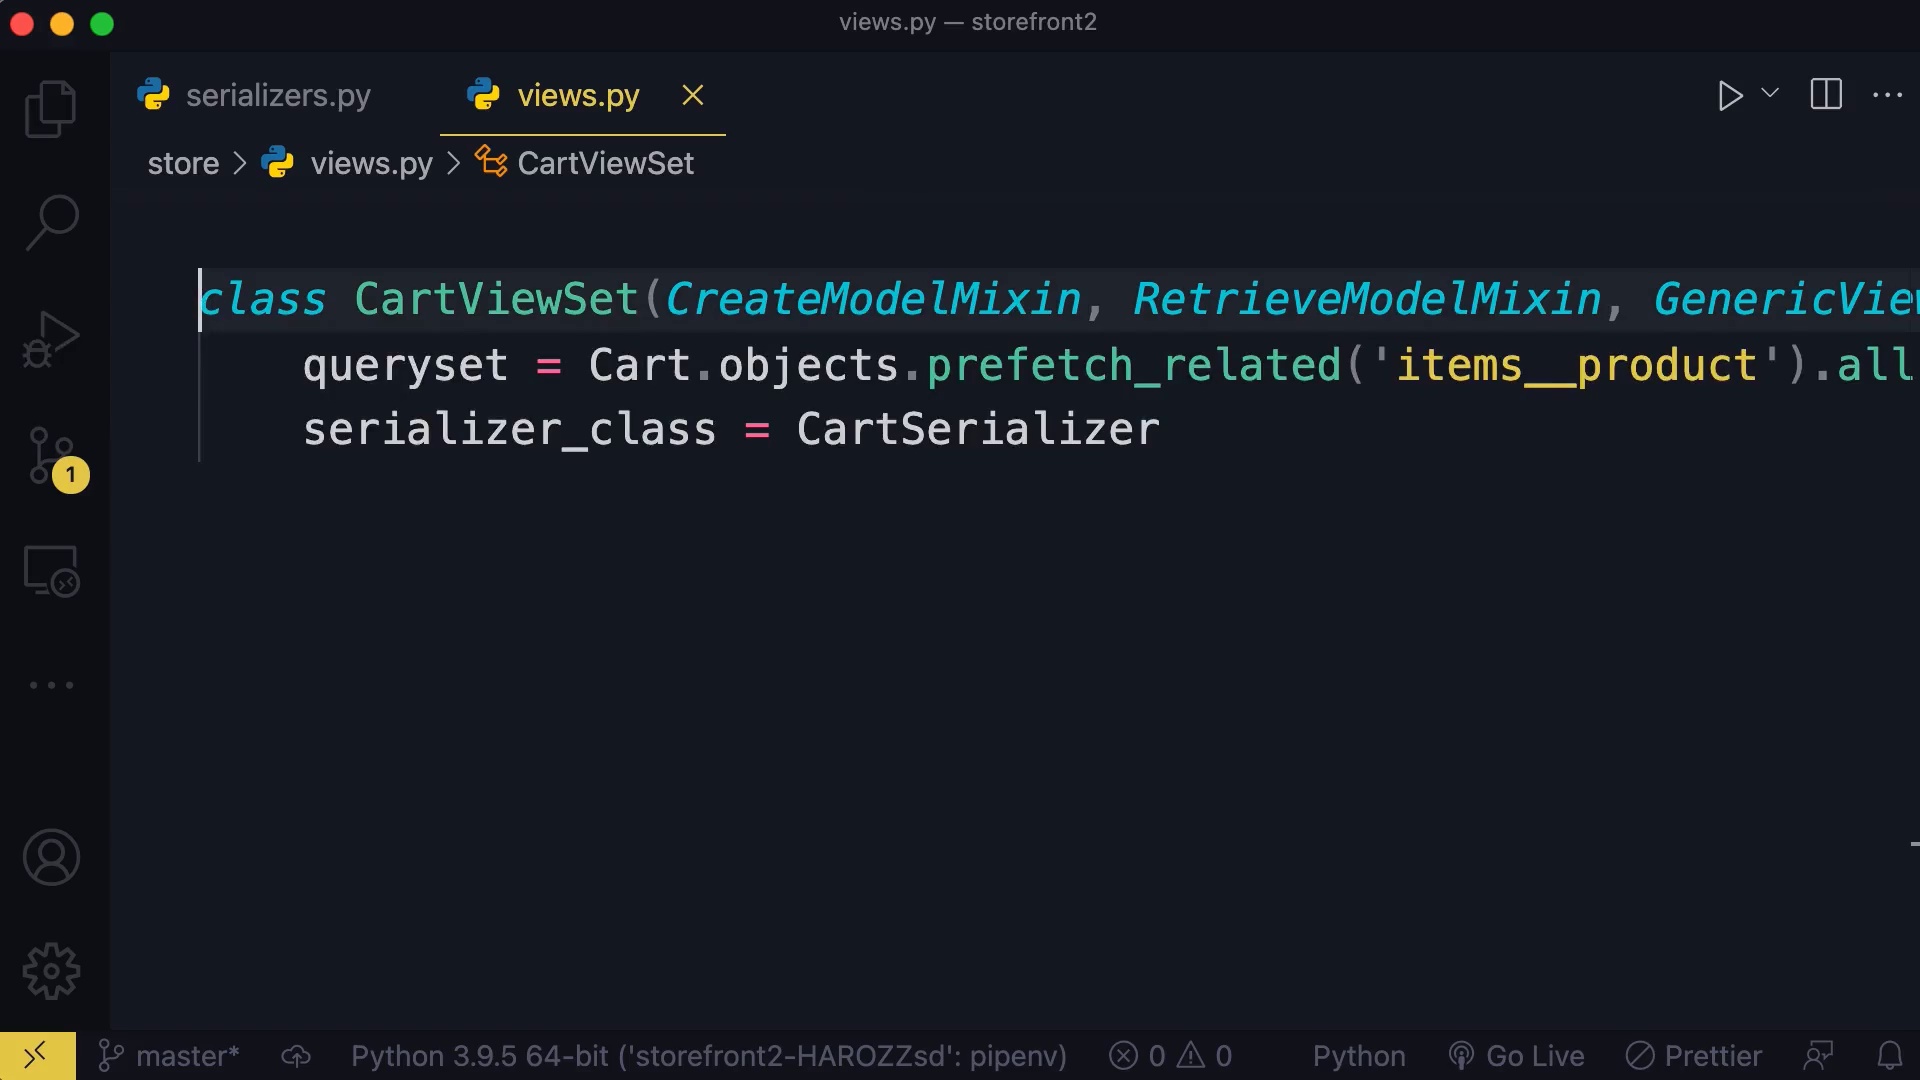 views.py — storefront2
serializers.py
views.py
store > views.py > CartViewSet
class CartViewSet(CreateModelMixin, RetrieveModelMixin, GenericView
    queryset = Cart.objects.prefetch_related('items__product').all
    serializer_class = CartSerializer
1
master*
Python 3.9.5 64-bit ('storefront2-HAROZZsd': pipenv)
0
0
Python
Go Live
Prettier